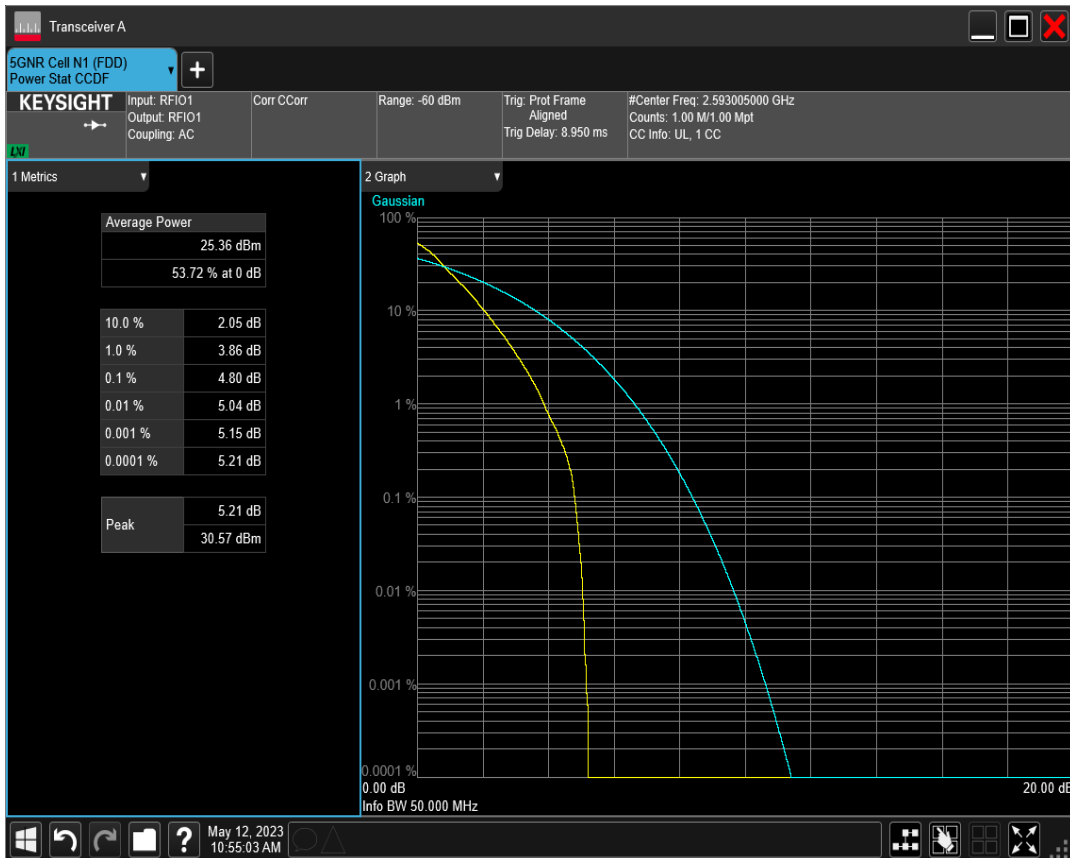 Transceiver A
5GNR Cell N1 (FDD)
Power Stat CCDF
KEYSIGHT
LXI
Input: RFIO1
Output: RFIO1
Coupling: AC
Corr CCorr
Range: -60 dBm
Trig: Prot Frame
Aligned
Trig Delay: 8.950 ms
#Center Freq: 2.593005000 GHz
Counts: 1.00 M/1.00 Mpt
CC Info: UL, 1 CC
1 Metrics
Average Power
25.36 dBm
53.72 % at 0 dB
10.0 % 2.05 dB
1.0 % 3.86 dB
0.1 % 4.80 dB
0.01 % 5.04 dB
0.001 % 5.15 dB
0.0001 % 5.21 dB
Peak
5.21 dB
30.57 dBm
2 Graph
Gaussian
100 %
10 %
1 %
0.1 %
0.01 %
0.001 %
0.0001 %
0.00 dB 20.00 dB
Info BW 50.000 MHz
May 12, 2023
10:55:03 AM